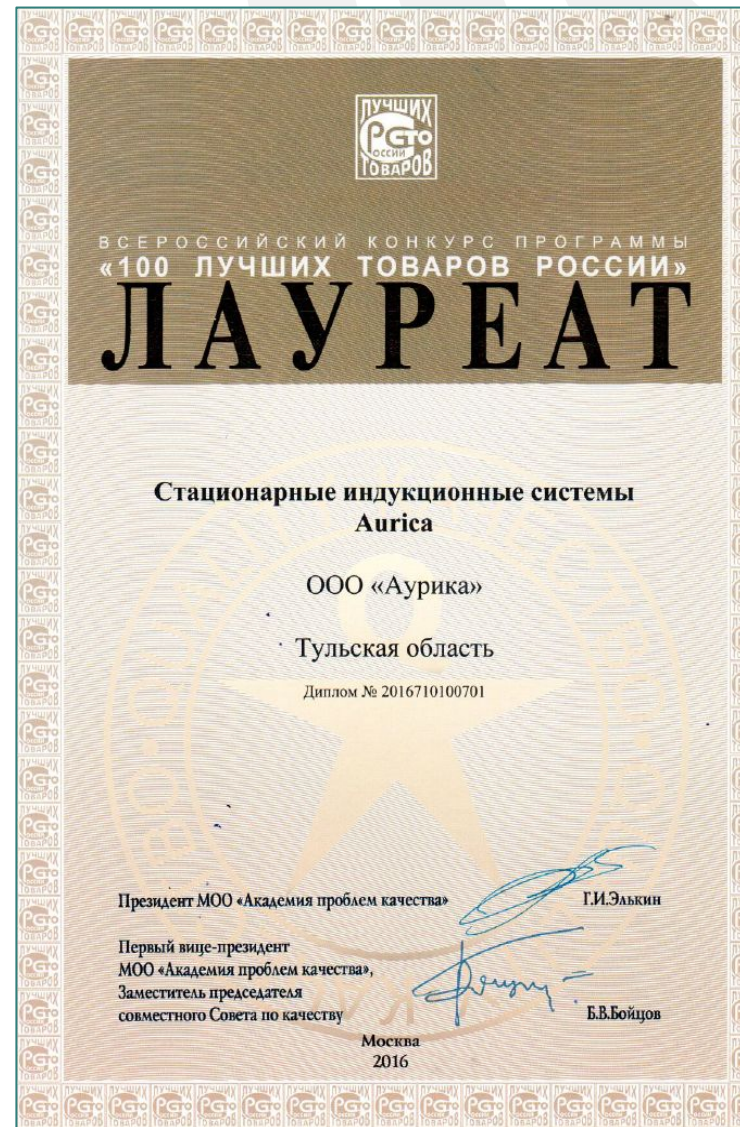 ЛУЧШИХ
РGТО
ОССИИ
ТОВАРОВ
ВСЕРОССИЙСКИЙ КОНКУРС ПРОГРАММЫ
«100 ЛУЧШИХ ТОВАРОВ РОССИИ»
ЛАУРЕАТ
Стационарные индукционные системы
Aurica
ООО «Аурика»
Тульская область
Диплом № 2016710100701
Президент МОО «Академия проблем качества» Г.И.Элькин
Первый вице-президент
МОО «Академия проблем качества»,
Заместитель председателя
совместного Совета по качеству Б.В.Бойцов
Москва
2016